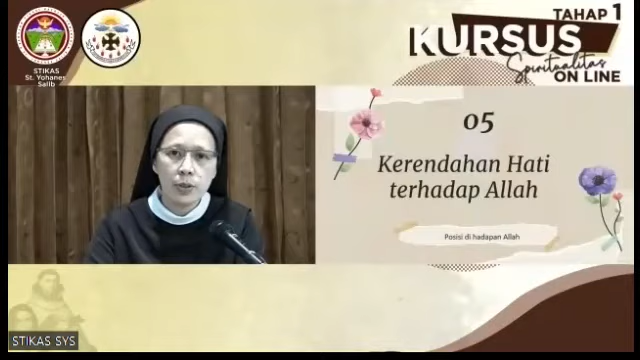 STIKAS
St. Yohanes
Salib
TAHAP 1
KURSUS
Spiritualitas
ON LINE
05
Kerendahan Hati
terhadap Allah
Posisi di hadapan Allah
STIKAS SYS